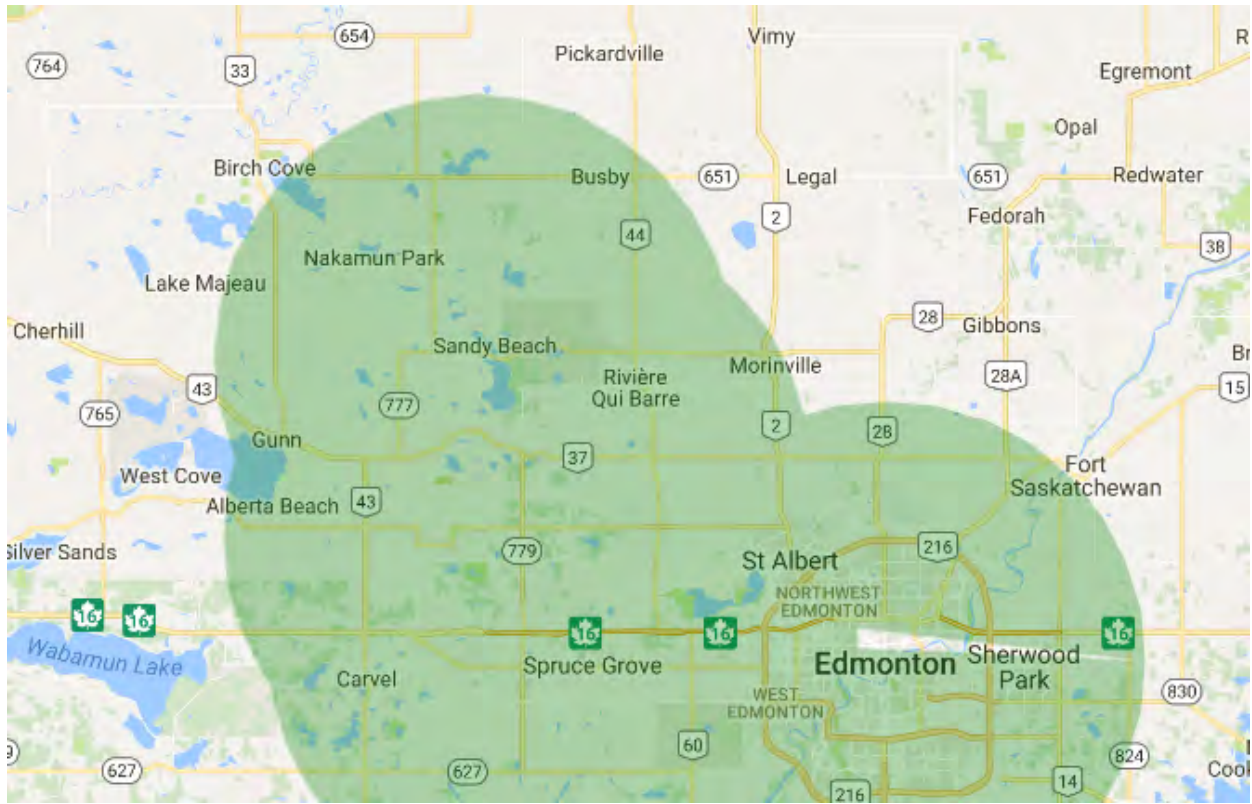 654
Vimy
R
Pickardville
764
33
Egremont
Opal
Birch Cove
Busby
651
Legal
651
Redwater
Fedorah
2
44
38
Nakamun Park
Lake Majeau
28
Gibbons
Cherhill
Sandy Beach
Morinville
Br
43
Rivière
Qui Barre
28A
15
777
765
2
28
Gunn
37
Fort
Saskatchewan
West Cove
43
Alberta Beach
Silver Sands
779
216
St Albert
NORTHWEST
EDMONTON
16
16
16
16
16
Wabamun Lake
Spruce Grove
Edmonton
Sherwood
Park
Carvel
830
WEST
EDMONTON
60
824
627
627
14
Cook
216